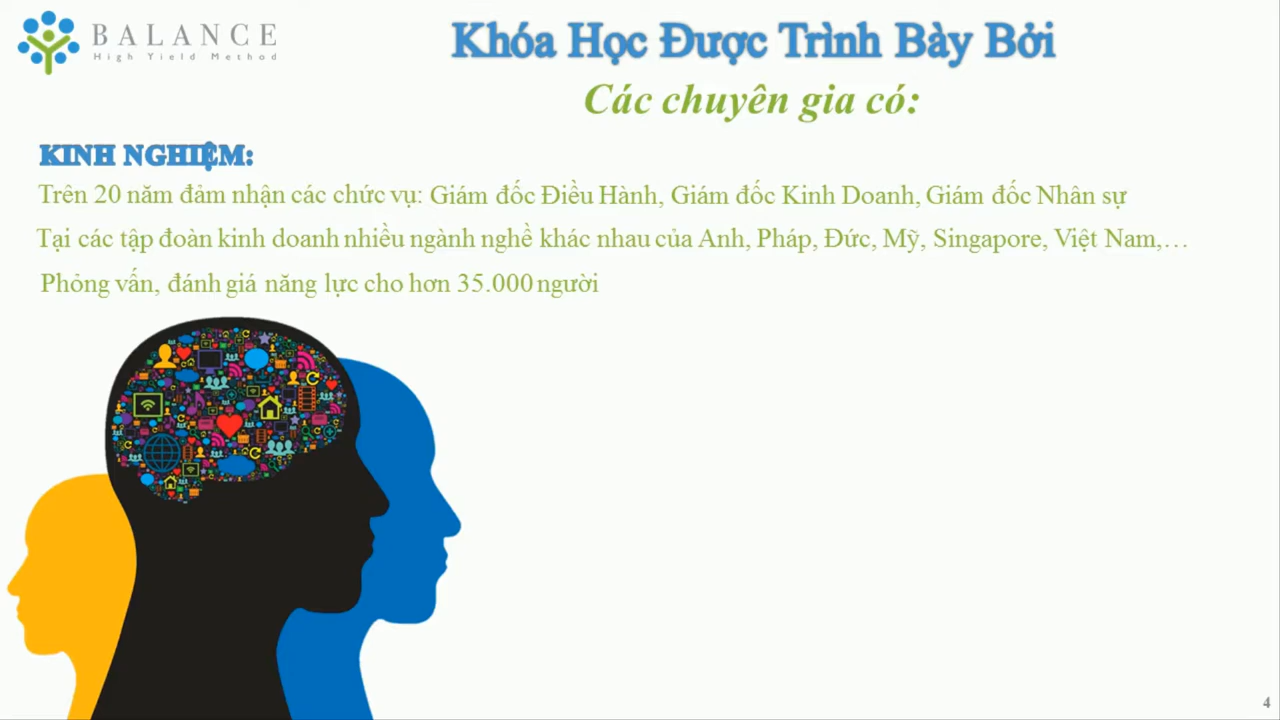 BALANCE
High Yield Method
Khóa Học Được Trình Bày Bởi
Các chuyên gia có:
KINH NGHIỆM:
Trên 20 năm đảm nhận các chức vụ: Giám đốc Điều Hành, Giám đốc Kinh Doanh, Giám đốc Nhân sự
Tại các tập đoàn kinh doanh nhiều ngành nghề khác nhau của Anh, Pháp, Đức, Mỹ, Singapore, Việt Nam,…
Phỏng vấn, đánh giá năng lực cho hơn 35.000 người
4